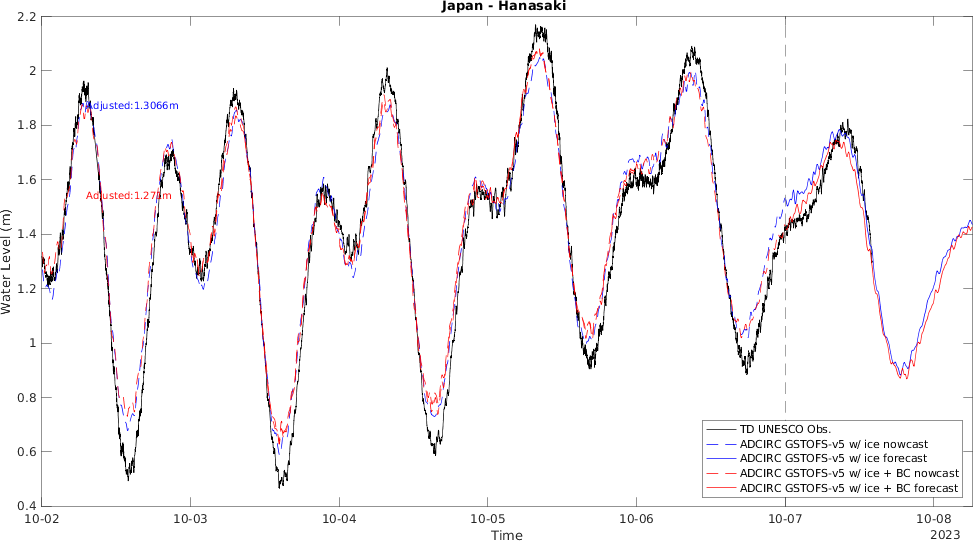 Japan - Hanasaki
2.2
2
1.8
1.6
1.4
1.2
1
0.8
0.6
0.4
Water Level (m)
Adjusted:1.3066m
TD UNESCO Obs.
ADCIRC GSTOFS-v5 w/ ice nowcast
ADCIRC GSTOFS-v5 w/ ice forecast
ADCIRC GSTOFS-v5 w/ ice + BC nowcast
ADCIRC GSTOFS-v5 w/ ice + BC forecast
10-02
10-03
10-04
10-05
10-06
10-07
10-08
Time
2023